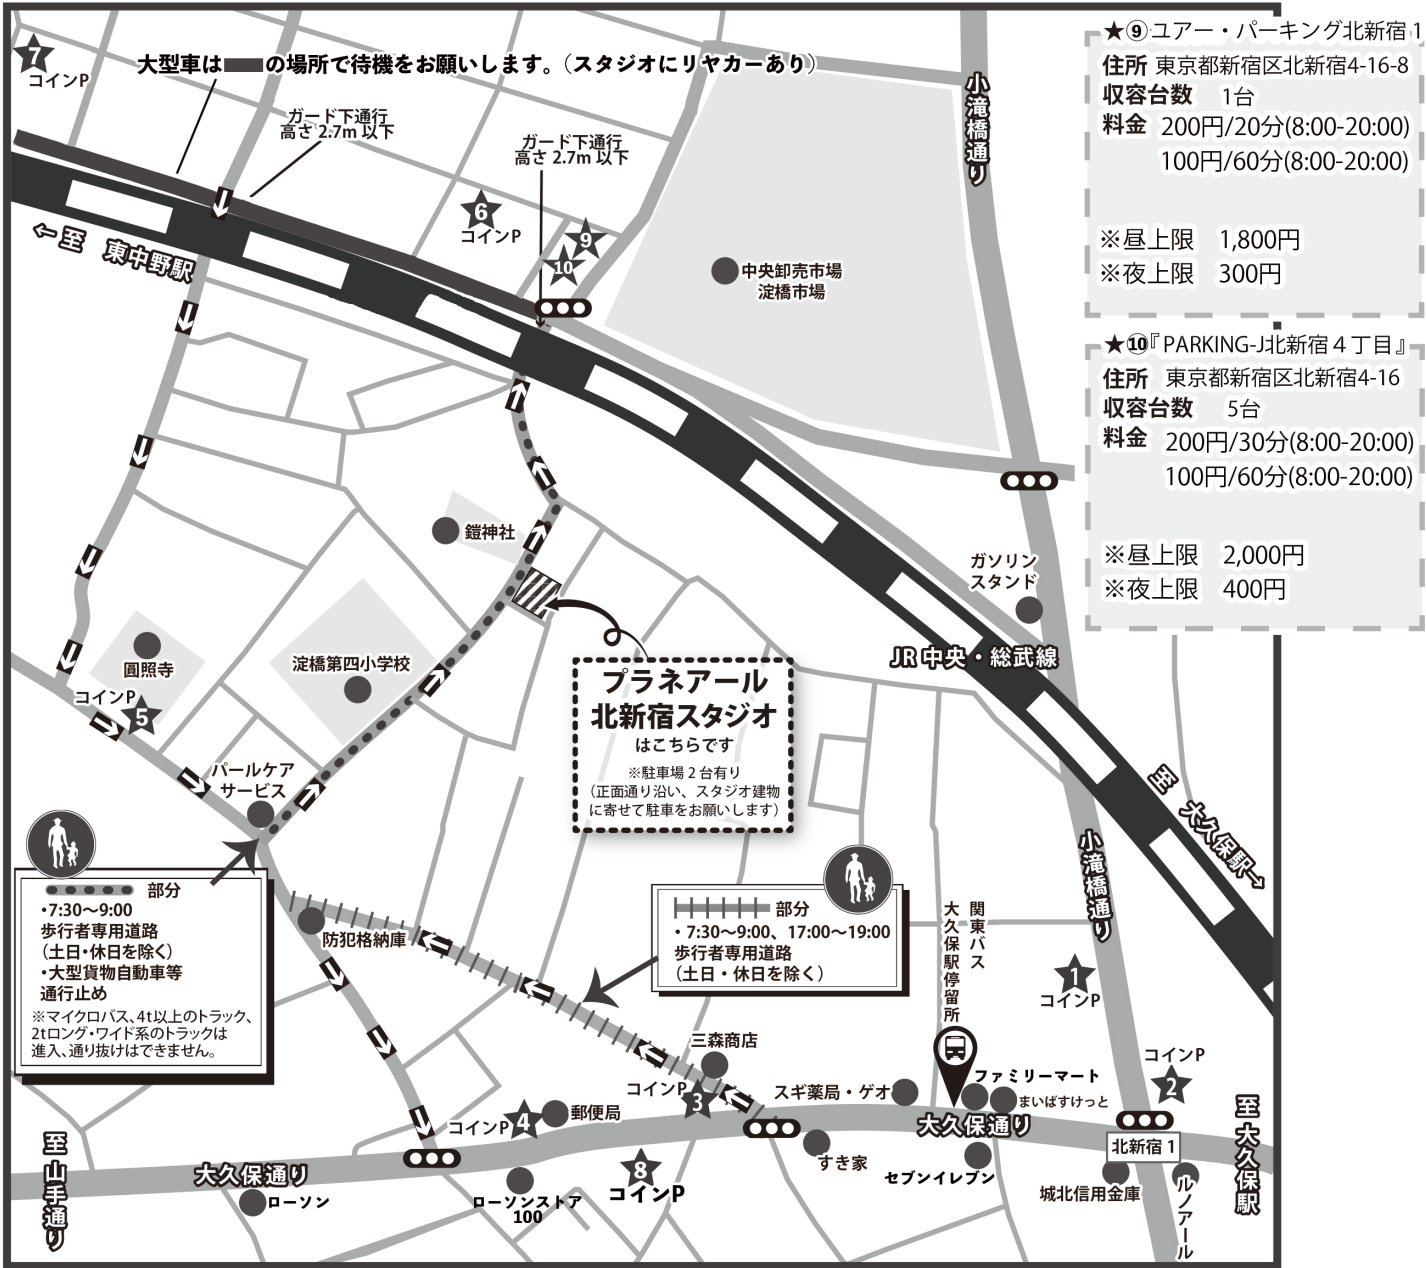 7
コインP
大型車は の場所で待機をお願いします。（スタジオにリヤカーあり）
ガード下通行
高さ 2.7m 以下
ガード下通行
高さ 2.7m 以下
小滝橋通り
6
コインP
9
10
←至 東中野駅
中央卸売市場
淀橋市場
★⑨ユアー・パーキング北新宿1
住所 東京都新宿区北新宿4-16-8
収容台数 1台
料金 200円/20分(8:00-20:00)
100円/60分(8:00-20:00)
※昼上限 1,800円
※夜上限 300円
★⑩『PARKING-J北新宿４丁目』
住所 東京都新宿区北新宿4-16
収容台数 5台
料金 200円/30分(8:00-20:00)
100円/60分(8:00-20:00)
※昼上限 2,000円
※夜上限 400円
鎧神社
ガソリン
スタンド
圓照寺
コインP
5
淀橋第四小学校
JR 中央・総武線
プラネアール
北新宿スタジオ
はこちらです
※駐車場 2 台有り
（正面通り沿い、スタジオ建物
に寄せて駐車をお願いします）
パールケア
サービス
至 大久保駅→
小滝橋通り
部分
・7:30～9:00
歩行者専用道路
（土日・休日を除く）
・大型貨物自動車等
通行止め
※マイクロバス、4t以上のトラック、
2tロング・ワイド系のトラックは
進入、通り抜けはできません。
防犯格納庫
部分
・7:30～9:00、17:00～19:00
歩行者専用道路
（土日・休日を除く）
関東バス
大久保駅停留所
1
コインP
三森商店
コインP
3
スギ薬局・ゲオ
ファミリーマート
まいばすけっと
コインP
2
コインP
4
郵便局
大久保通り
北新宿 1
至 大久保駅
至 山手通り
大久保通り
ローソン
ローソンストア
100
8
コインP
すき家
セブンイレブン
城北信用金庫
ルノアール